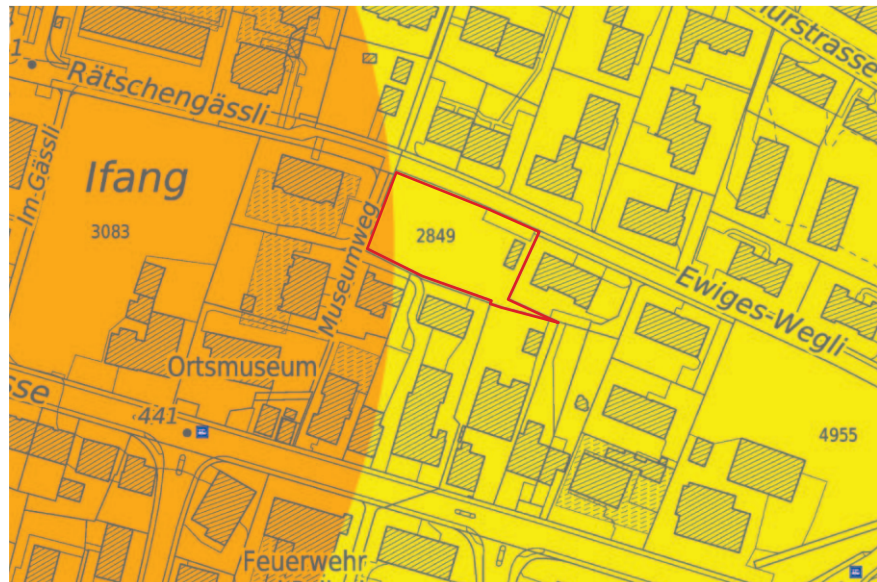 urstrasse
Rätschengässli
Im Gässli
Ifang
3083
Museumweg
2849
Ewiges-Wegli
Ortsmuseum
sse
441
4955
Feuerwehr